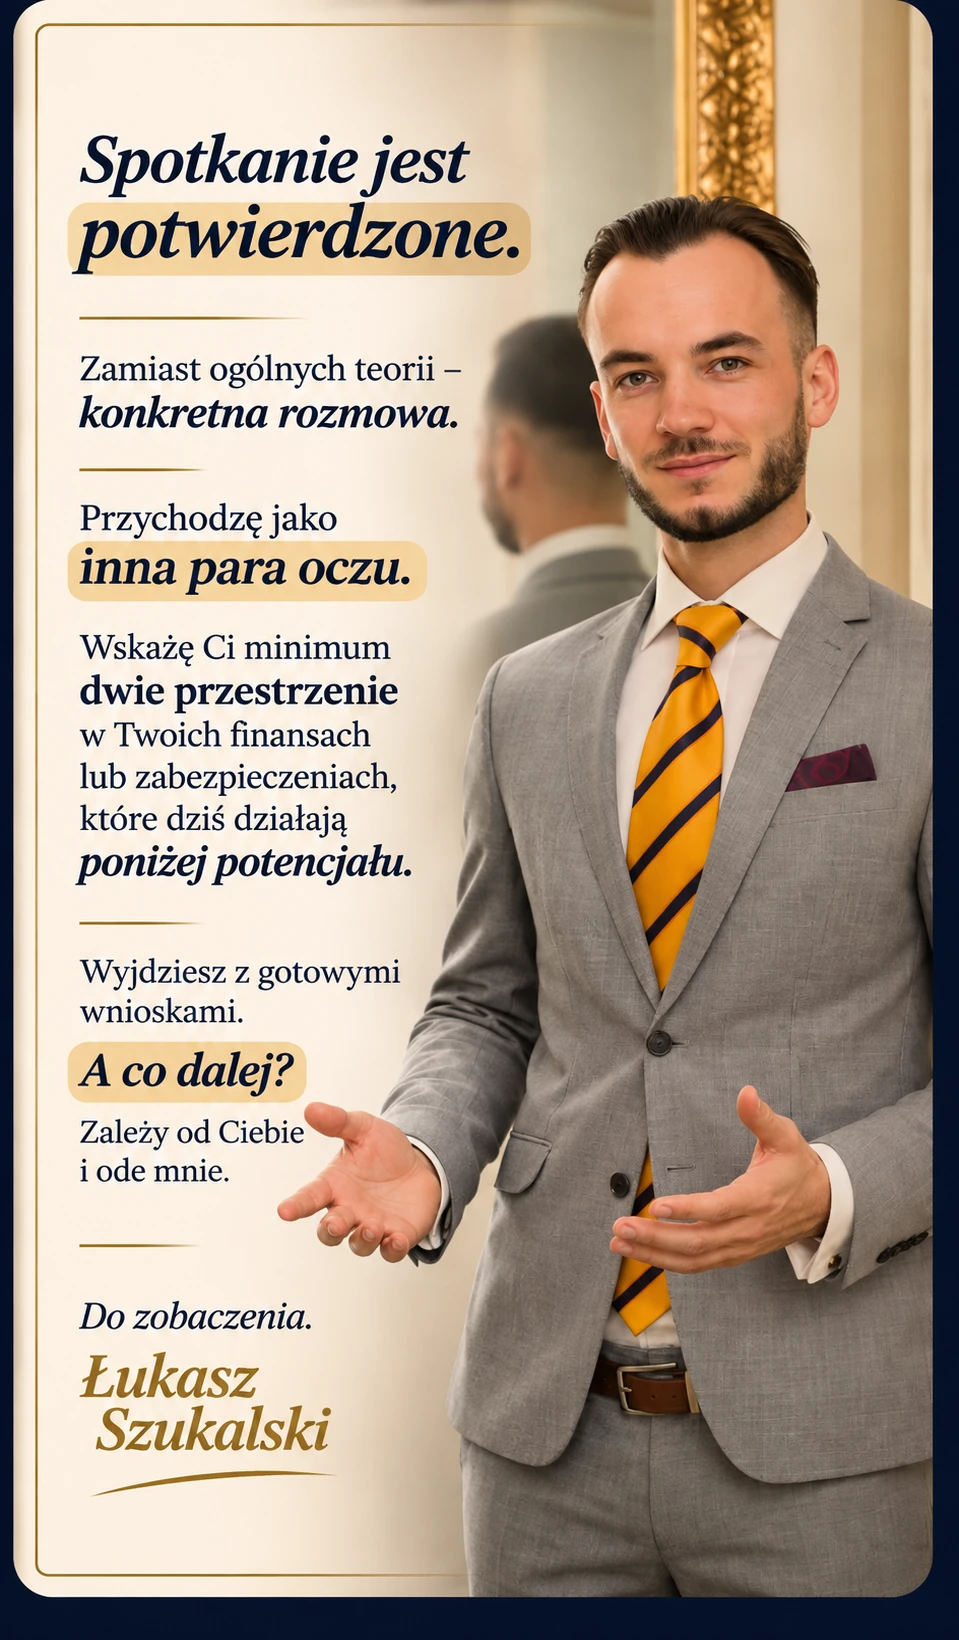 Spotkanie jest
potwierdzone.
Zamiast ogólnych teorii –
konkretna rozmowa.
Przychodzę jako
inna para oczu.
Wskażę Ci minimum
dwie przestrzenie
w Twoich finansach
lub zabezpieczeniach,
które dziś działają
poniżej potencjału.
Wyjdziesz z gotowymi
wnioskami.
A co dalej?
Zależy od Ciebie
i ode mnie.
Do zobaczenia.
Łukasz
Szukalski